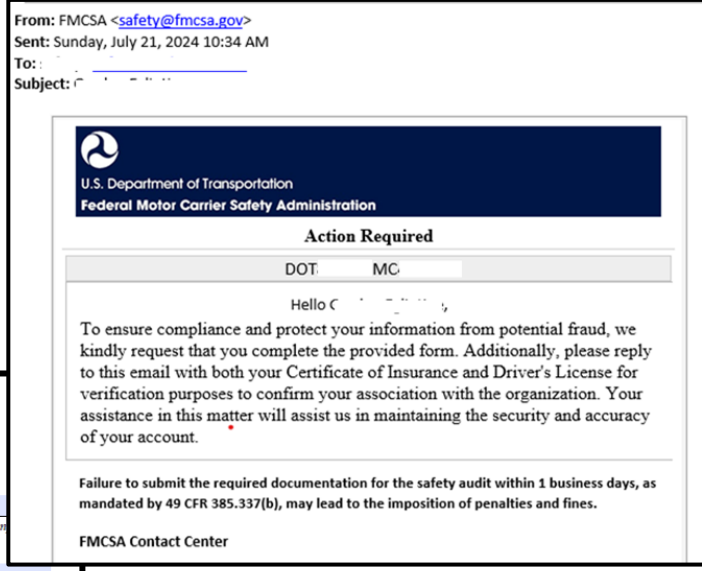 From: FMCSA <safety@fmcsa.gov>
Sent: Sunday, July 21, 2024 10:34 AM
To:
Subject:
U.S. Department of Transportation
Federal Motor Carrier Safety Administration
Action Required
DOT MC
Hello
To ensure compliance and protect your information from potential fraud, we
kindly request that you complete the provided form. Additionally, please reply
to this email with both your Certificate of Insurance and Driver's License for
verification purposes to confirm your association with the organization. Your
assistance in this matter will assist us in maintaining the security and accuracy
of your account.
Failure to submit the required documentation for the safety audit within 1 business days, as
mandated by 49 CFR 385.337(b), may lead to the imposition of penalties and fines.
FMCSA Contact Center